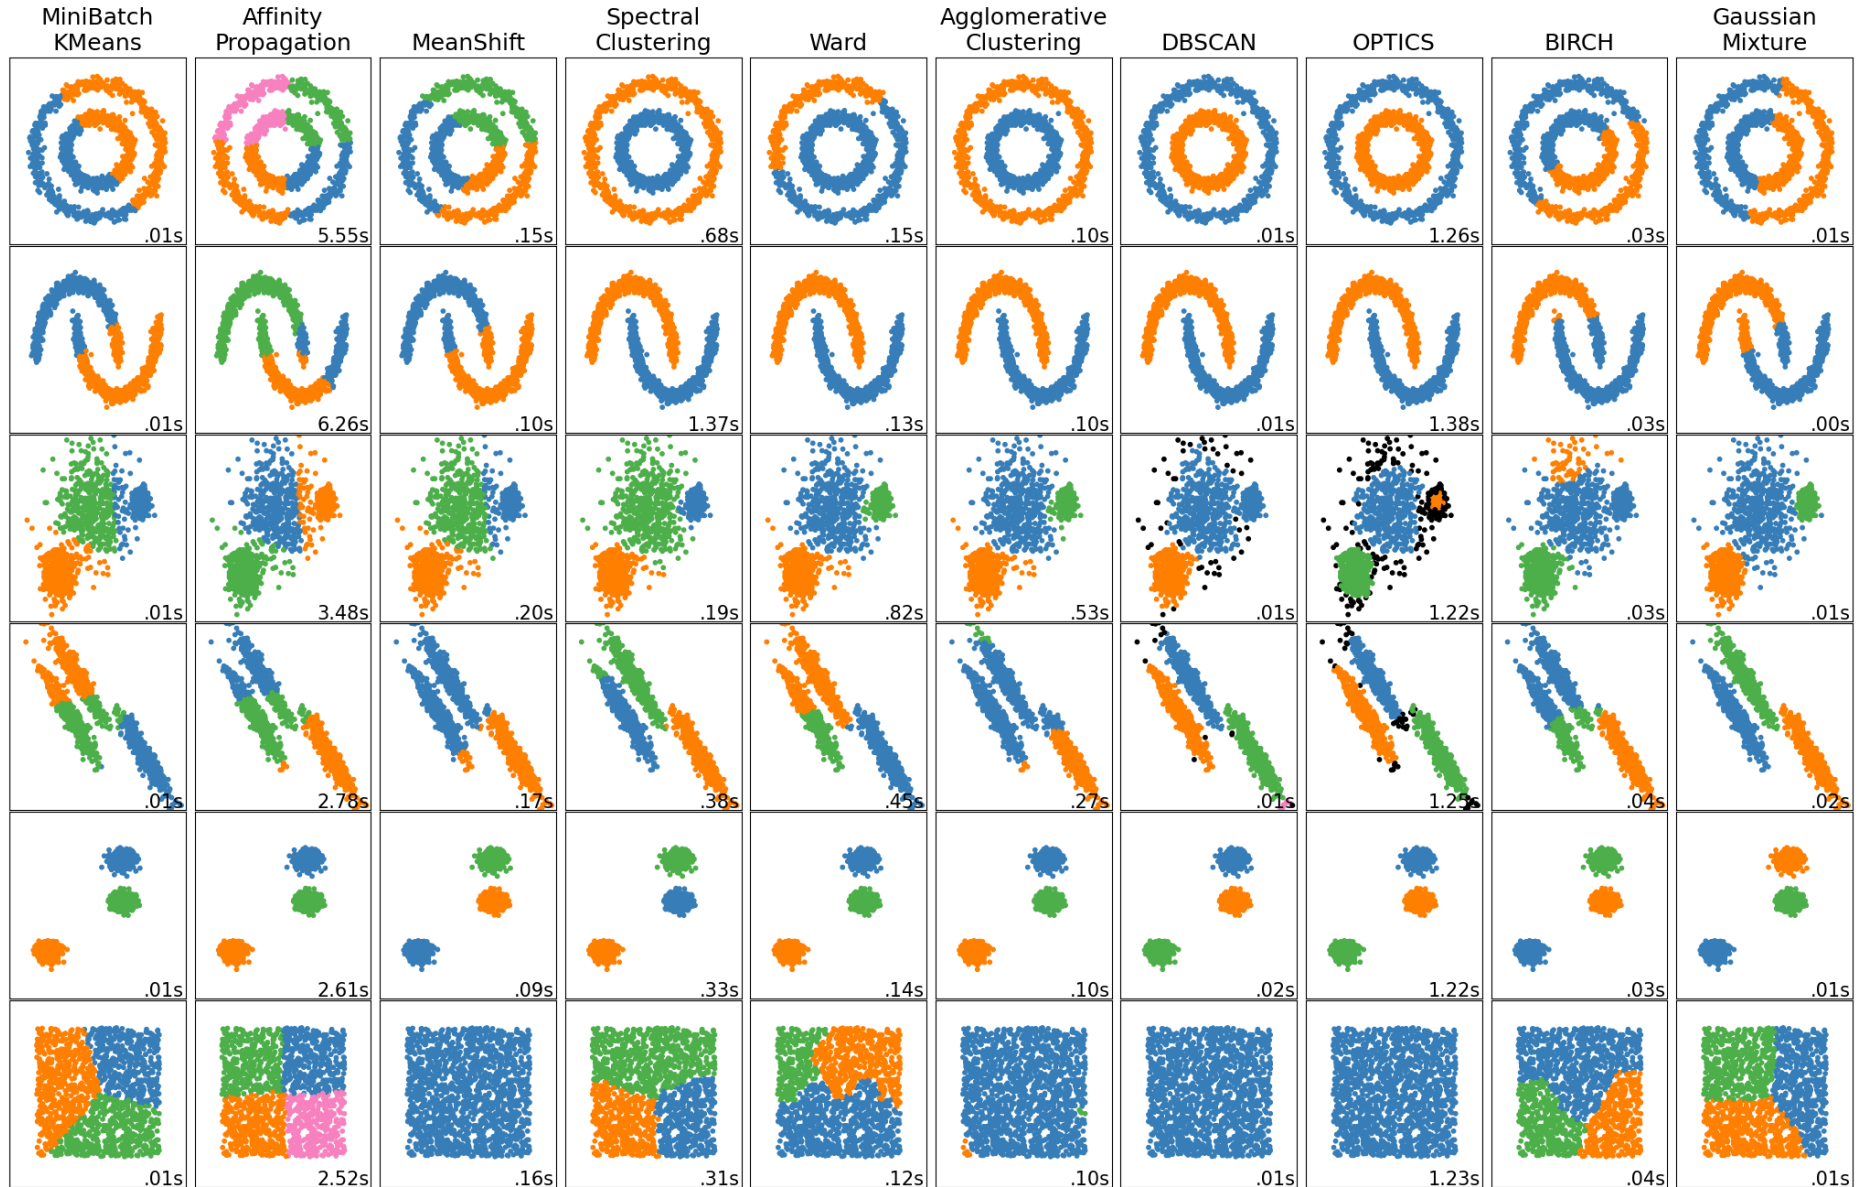 MiniBatch
KMeans
Affinity
Propagation
MeanShift
Spectral
Clustering
Ward
Agglomerative
Clustering
DBSCAN
OPTICS
BIRCH
Gaussian
Mixture
.01s
5.55s
.15s
.68s
.15s
.10s
.01s
1.26s
.03s
.01s
.01s
6.26s
.10s
1.37s
.13s
.10s
.01s
1.38s
.03s
.00s
.01s
3.48s
.20s
.19s
.82s
.53s
.01s
1.22s
.03s
.01s
.01s
2.78s
.17s
.38s
.45s
.27s
.01s
1.25s
.04s
.02s
.01s
2.61s
.09s
.33s
.14s
.10s
.02s
1.22s
.03s
.01s
.01s
2.52s
.16s
.31s
.12s
.10s
.01s
1.23s
.04s
.01s